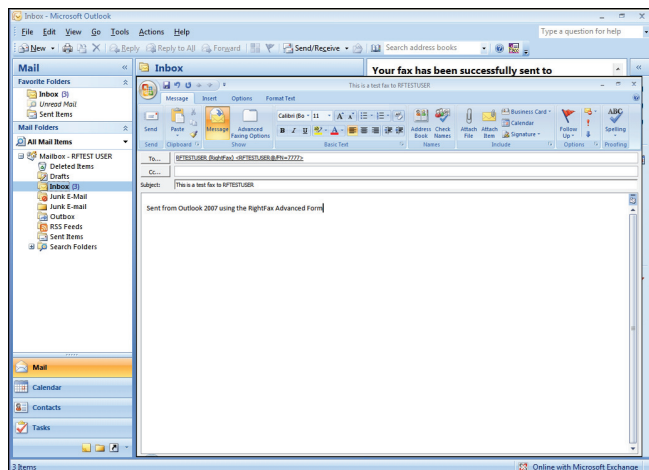 Inbox - Microsoft Outlook
File Edit View Go Tools Actions Help
Type a question for help
New Reply Reply to All Forward Send/Receive Search address books
Mail «
Inbox
Your fax has been successfully sent to
«
Favorite Folders
Inbox (3)
Unread Mail
Sent Items
Mail Folders
All Mail Items
Mailbox - RFTEST USER
Deleted Items
Drafts
Inbox (3)
Junk E-Mail
Junk E-mail
Outbox
RSS Feeds
Sent Items
Search Folders
Mail
Calendar
Contacts
Tasks
This is a test fax to RFTESTUSER
Message Insert Options Format Text
Send
Paste
Message
Advanced Faxing Options
Calibri (Bo 11
B I U
Address Book
Check Names
Attach File
Attach Item
Business Card
Calendar
Signature
Follow Up
ABC
Spelling
Send Clipboard Show Basic Text Names Include Options Proofing
To... RFTESTUSER (RightFax) <RFTESTUSER@/FN=7777>
Cc...
Subject: This is a test fax to RFTESTUSER
Sent from Outlook 2007 using the RightFax Advanced Form
3 Items
Online with Microsoft Exchange